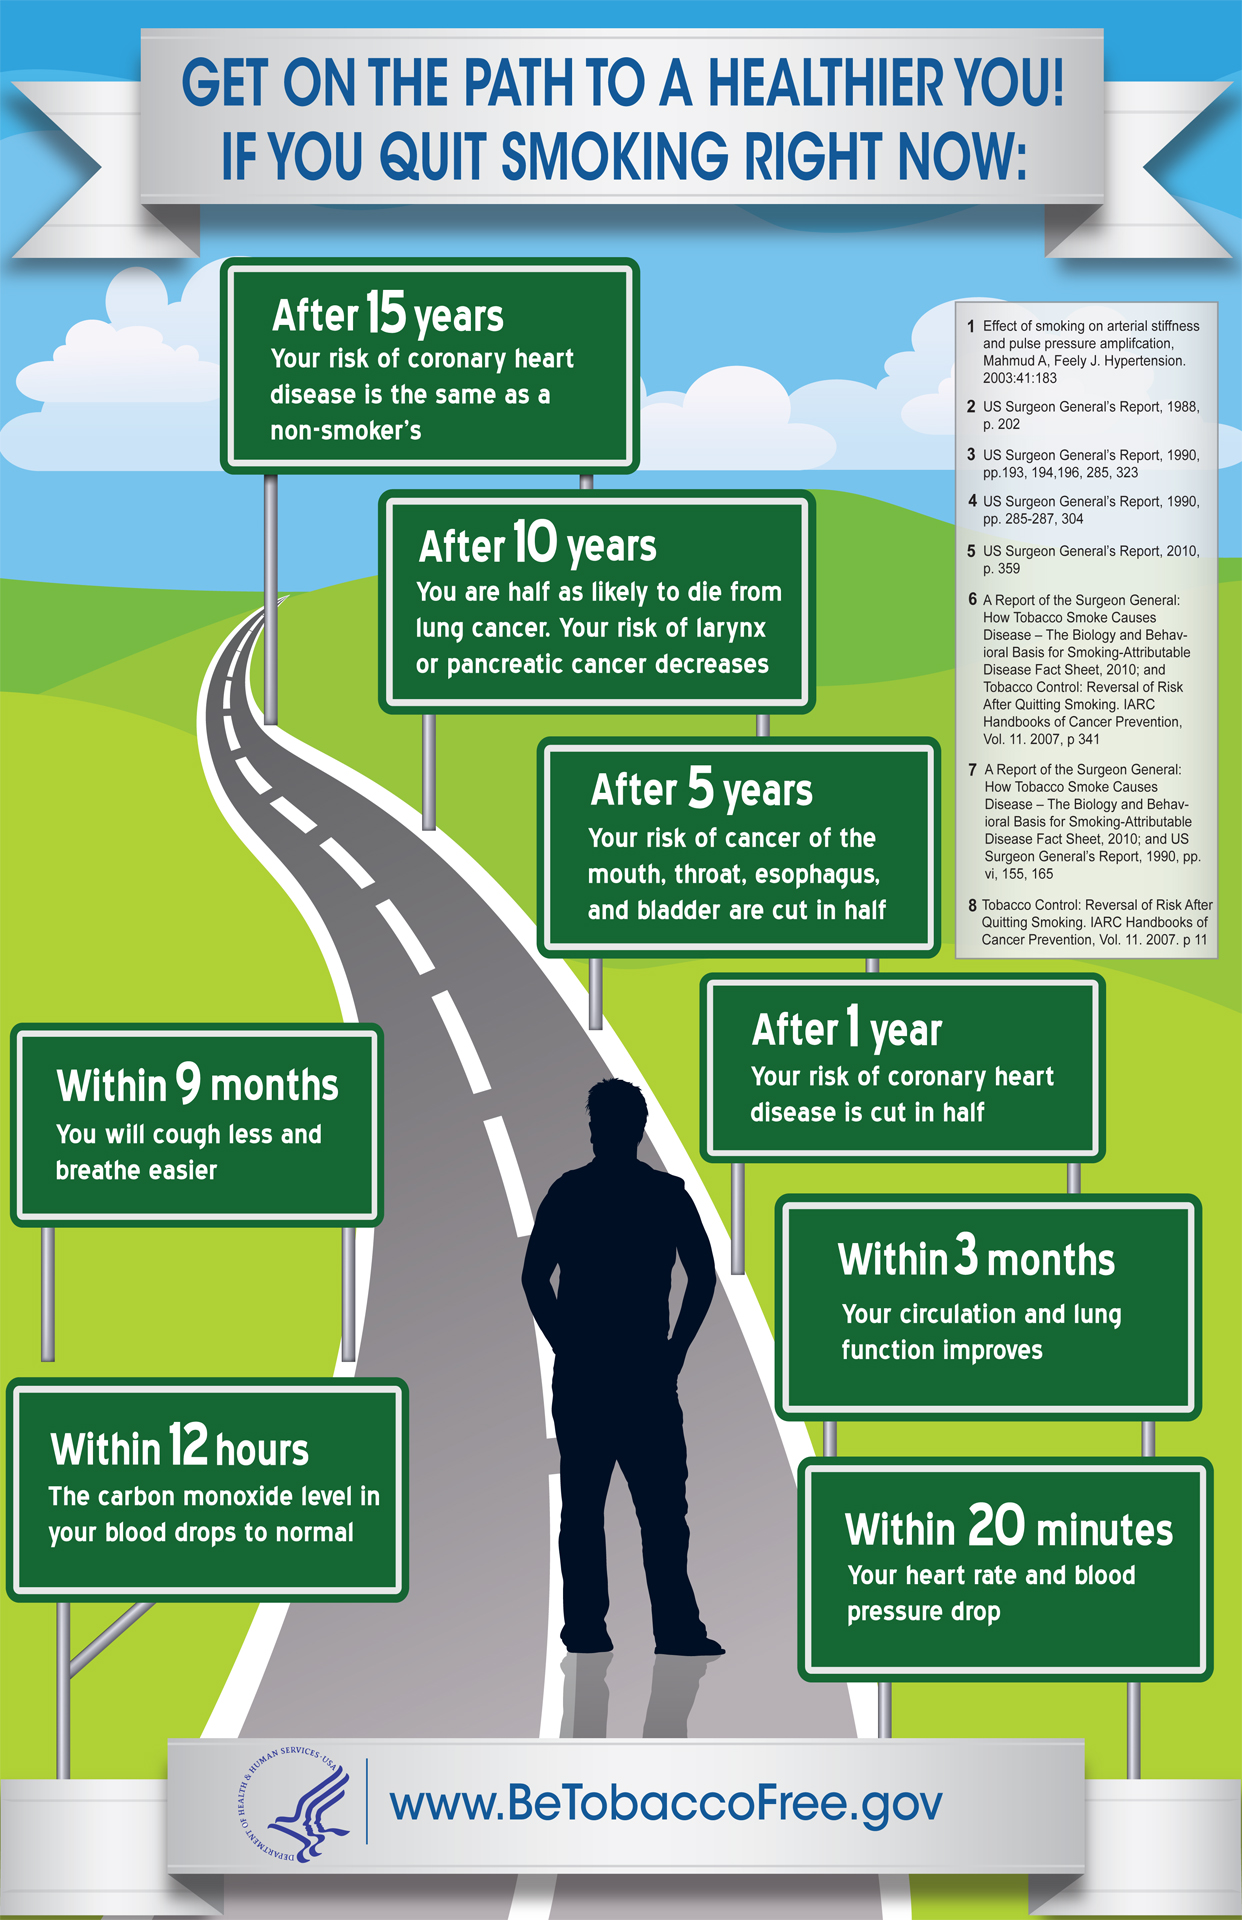 GET ON THE PATH TO A HEALTHIER YOU!
IF YOU QUIT SMOKING RIGHT NOW:
After 15 years
Your risk of coronary heart
disease is the same as a
non-smoker's
After 10 years
You are half as likely to die from
lung cancer. Your risk of larynx
or pancreatic cancer decreases
After 5 years
Your risk of cancer of the
mouth, throat, esophagus,
and bladder are cut in half
After 1 year
Your risk of coronary heart
disease is cut in half
Within 9 months
You will cough less and
breathe easier
Within 3 months
Your circulation and lung
function improves
Within 12 hours
The carbon monoxide level in
your blood drops to normal
Within 20 minutes
Your heart rate and blood
pressure drop
1 Effect of smoking on arterial stiffness
and pulse pressure amplifcation,
Mahmud A, Feely J. Hypertension.
2003:41:183
2 US Surgeon General's Report, 1988,
p. 202
3 US Surgeon General's Report, 1990,
pp.193, 194,196, 285, 323
4 US Surgeon General's Report, 1990,
pp. 285-287, 304
5 US Surgeon General's Report, 2010,
p. 359
6 A Report of the Surgeon General:
How Tobacco Smoke Causes
Disease – The Biology and Behav-
ioral Basis for Smoking-Attributable
Disease Fact Sheet, 2010; and
Tobacco Control: Reversal of Risk
After Quitting Smoking. IARC
Handbooks of Cancer Prevention,
Vol. 11. 2007, p 341
7 A Report of the Surgeon General:
How Tobacco Smoke Causes
Disease – The Biology and Behav-
ioral Basis for Smoking-Attributable
Disease Fact Sheet, 2010; and US
Surgeon General's Report, 1990, pp.
vi, 155, 165
8 Tobacco Control: Reversal of Risk After
Quitting Smoking. IARC Handbooks of
Cancer Prevention, Vol. 11. 2007. p 11
DEPARTMENT OF HEALTH & HUMAN SERVICES · USA
www.BeTobaccoFree.gov